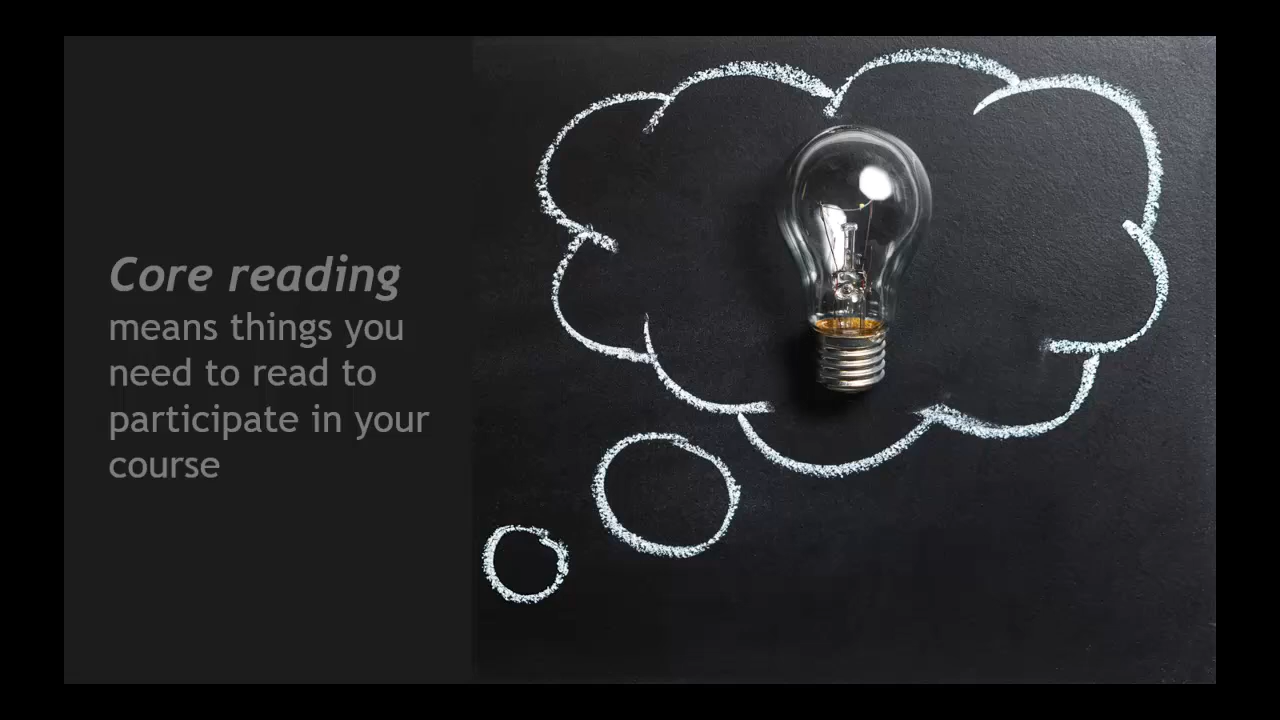 Core reading
means things you
need to read to
participate in your
course